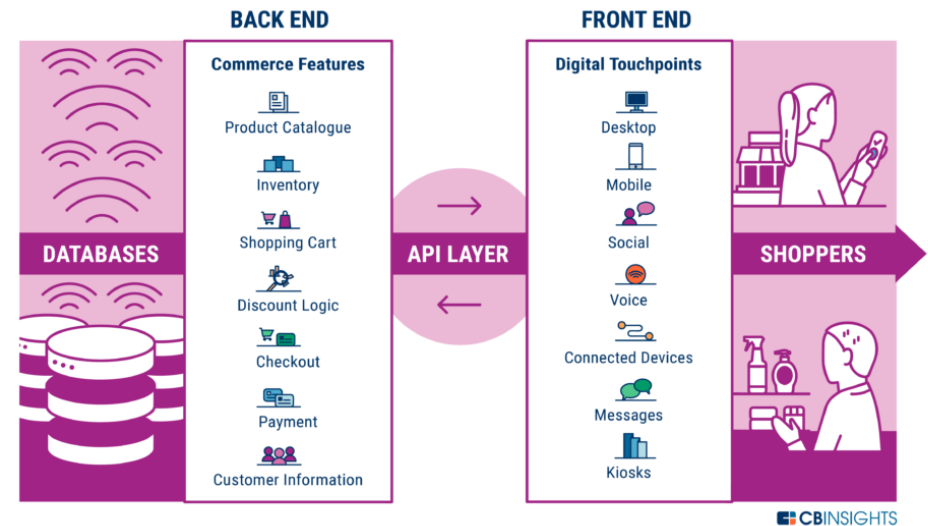 BACK END
FRONT END
Commerce Features
Product Catalogue
Inventory
Shopping Cart
Discount Logic
Checkout
Payment
Customer Information
Digital Touchpoints
Desktop
Mobile
Social
Voice
Connected Devices
Messages
Kiosks
DATABASES
API LAYER
SHOPPERS
CBINSIGHTS